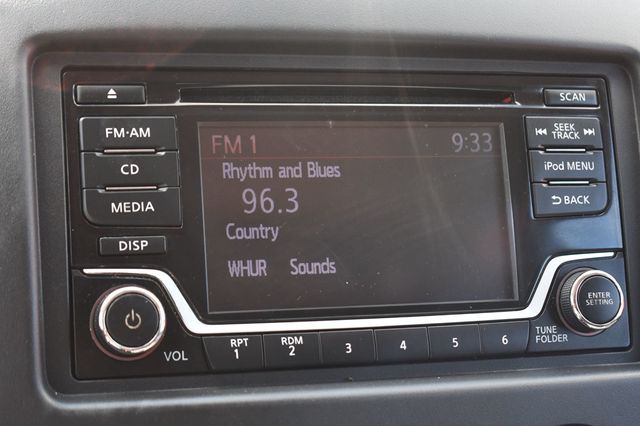 SCAN
FM·AM
CD
MEDIA
DISP
FM 1 9:33
Rhythm and Blues
96.3
Country
WHUR Sounds
SEEK
TRACK
iPod MENU
BACK
VOL
RPT
1
RDM
2
3
4
5
6
TUNE
FOLDER
ENTER
SETTING